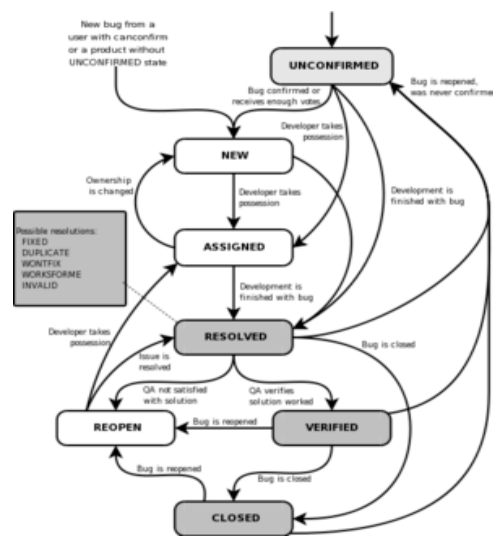 New bug from a
user with canconfirm
or a product without
UNCONFIRMED state
UNCONFIRMED
Bug confirmed or
receives enough votes
Bug is reopened,
was never confirme
Developer takes
possession
NEW
Ownership
is changed
Developer takes
possession
Development is
finished with bug
Possible resolutions:
FIXED
DUPLICATE
WONTFIX
WORKSFORME
INVALID
ASSIGNED
Development is
finished with bug
Developer takes
possession
RESOLVED
Bug is closed
Issue is
resolved
QA not satisfied
with solution
QA verifies
solution worked
REOPEN
Bug is reopened
VERIFIED
Bug is reopened
Bug is closed
CLOSED